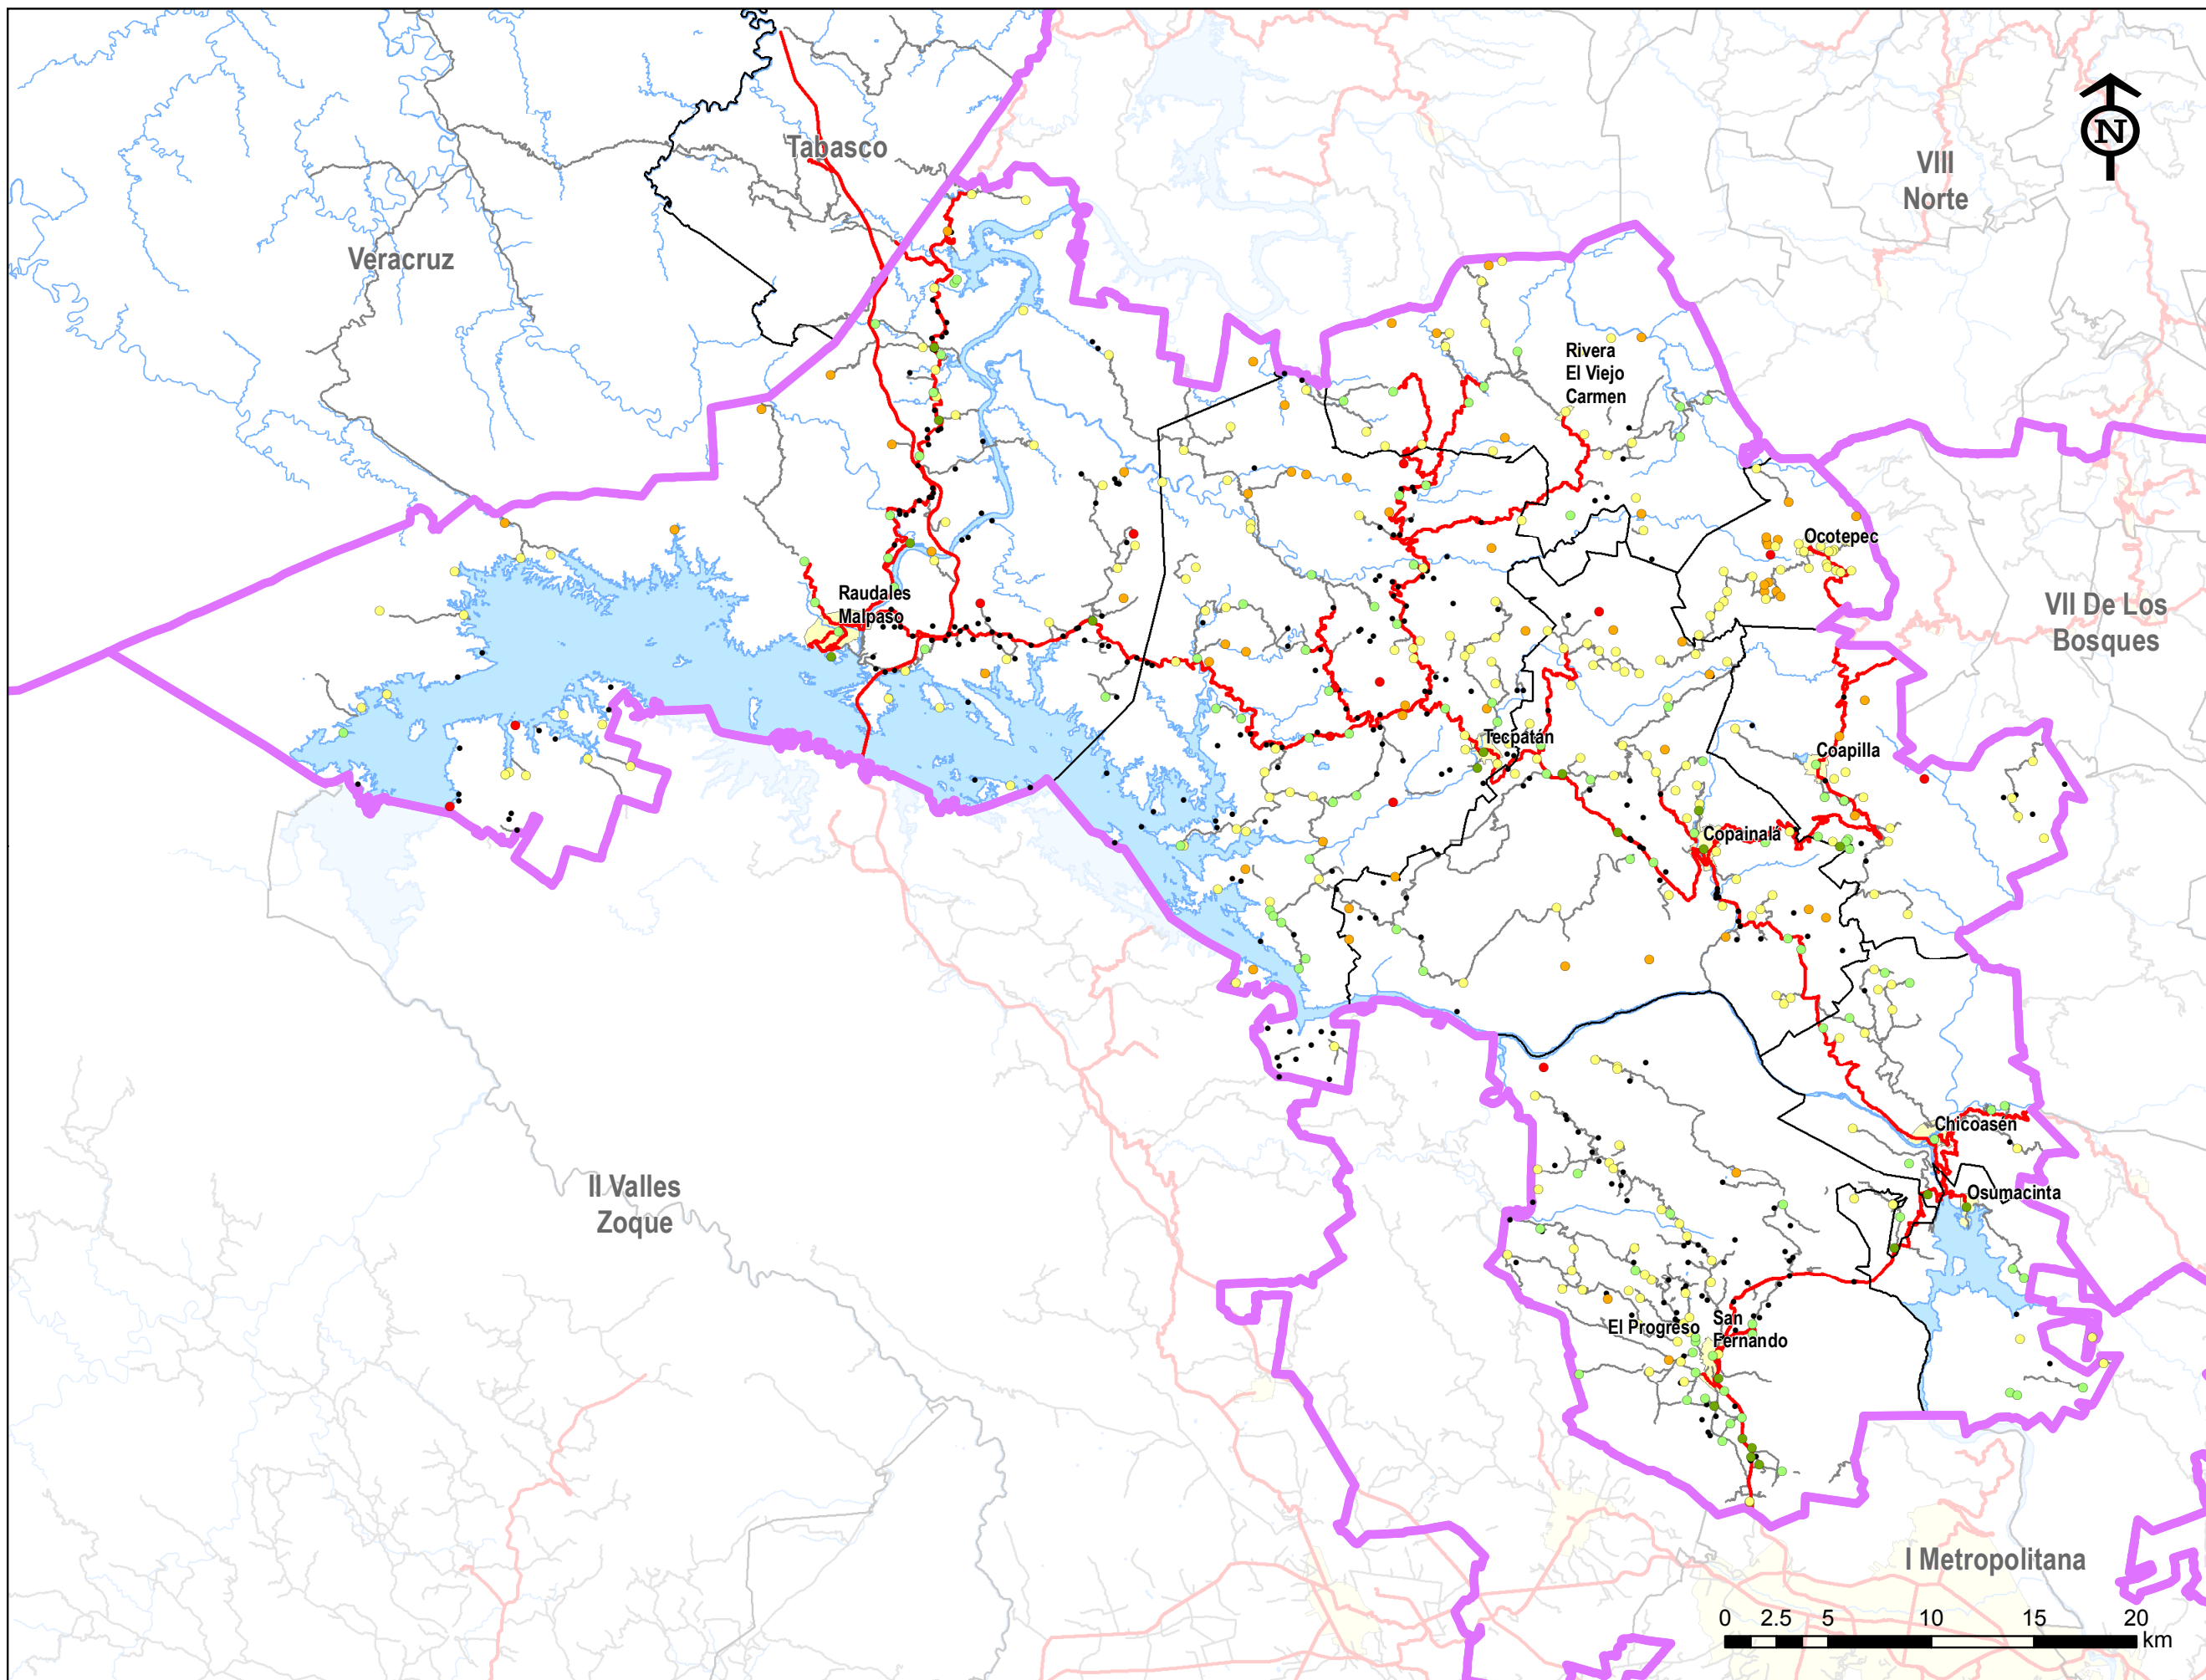 Tabasco
N
VIII
Norte
Veracruz
Rivera
El Viejo
Carmen
Ocotepec
Raudales
Malpaso
VII De Los
Bosques
Tecpatán
Coapilla
Copainalá
Chicoasén
II Valles
Zoque
Osumacinta
El Progreso
San
Fernando
I Metropolitana
0 2.5 5 10 15 20
km